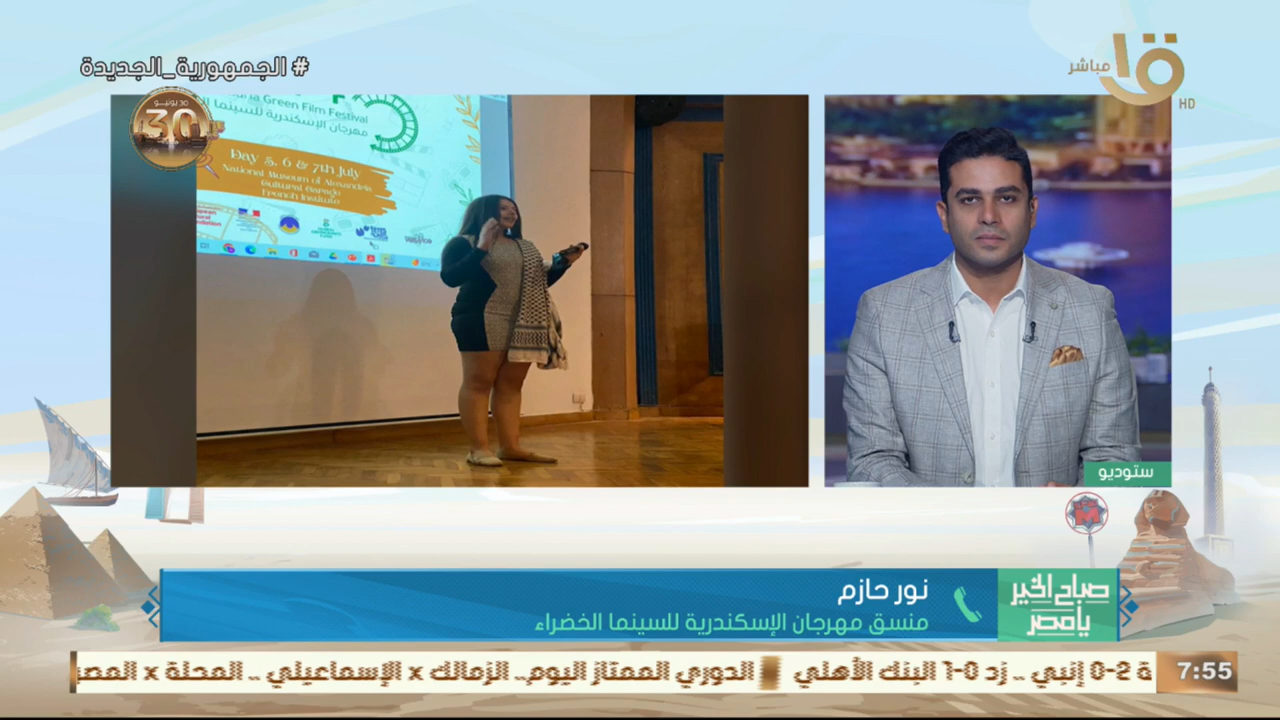 #الجمهورية_الجديدة
مباشر
HD
30 يونيو
30
Green Film Festival
مهرجان الإسكندرية للسينما
Day 5, 6 & 7th July
National Museum of Alexandria
Cultural Garage
French Institute
ستوديو
صباح الخير
يا مصر
نور حازم
منسق مهرجان الإسكندرية للسينما الخضراء
7:55
ة 2-0 إنبي .. زد 0-1 البنك الأهلي
الدوري الممتاز اليوم.. الزمالك x الإسماعيلي .. المحلة x المص